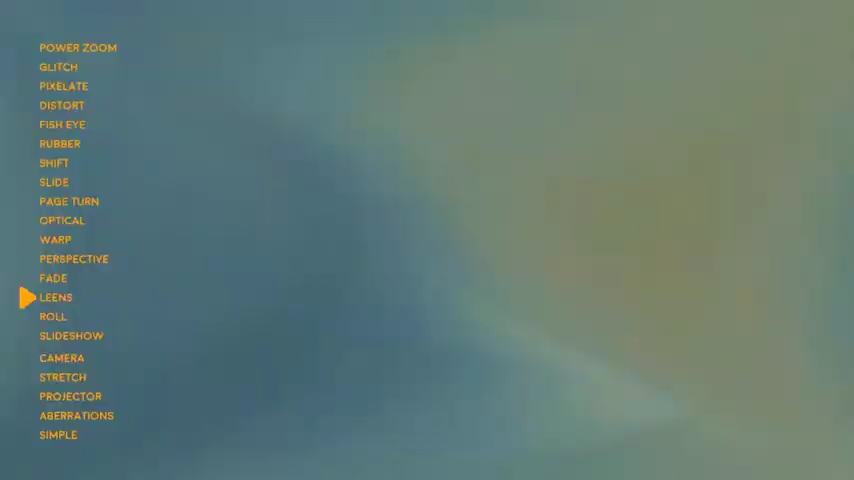 POWER ZOOM
GLITCH
PIXELATE
DISTORT
FISH EYE
RUBBER
SHIFT
SLIDE
PAGE TURN
OPTICAL
WARP
PERSPECTIVE
FADE
LEENS
ROLL
SLIDESHOW
CAMERA
STRETCH
PROJECTOR
ABERRATIONS
SIMPLE